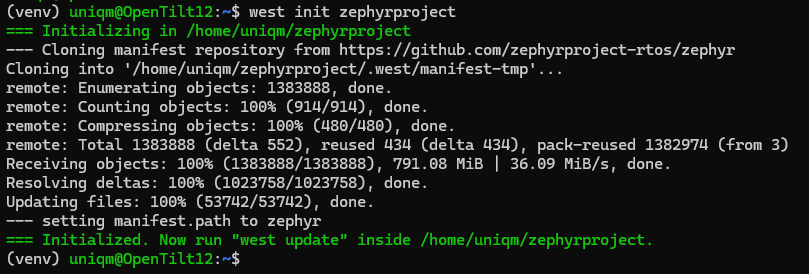 (venv) uniqm@OpenTilt12:~$ west init zephyrproject
=== Initializing in /home/uniqm/zephyrproject
--- Cloning manifest repository from https://github.com/zephyrproject-rtos/zephyr
Cloning into '/home/uniqm/zephyrproject/.west/manifest-tmp'...
remote: Enumerating objects: 1383888, done.
remote: Counting objects: 100% (914/914), done.
remote: Compressing objects: 100% (480/480), done.
remote: Total 1383888 (delta 552), reused 434 (delta 434), pack-reused 1382974 (from 3)
Receiving objects: 100% (1383888/1383888), 791.08 MiB | 36.09 MiB/s, done.
Resolving deltas: 100% (1023758/1023758), done.
Updating files: 100% (53742/53742), done.
--- setting manifest.path to zephyr
=== Initialized. Now run "west update" inside /home/uniqm/zephyrproject.
(venv) uniqm@OpenTilt12:~$